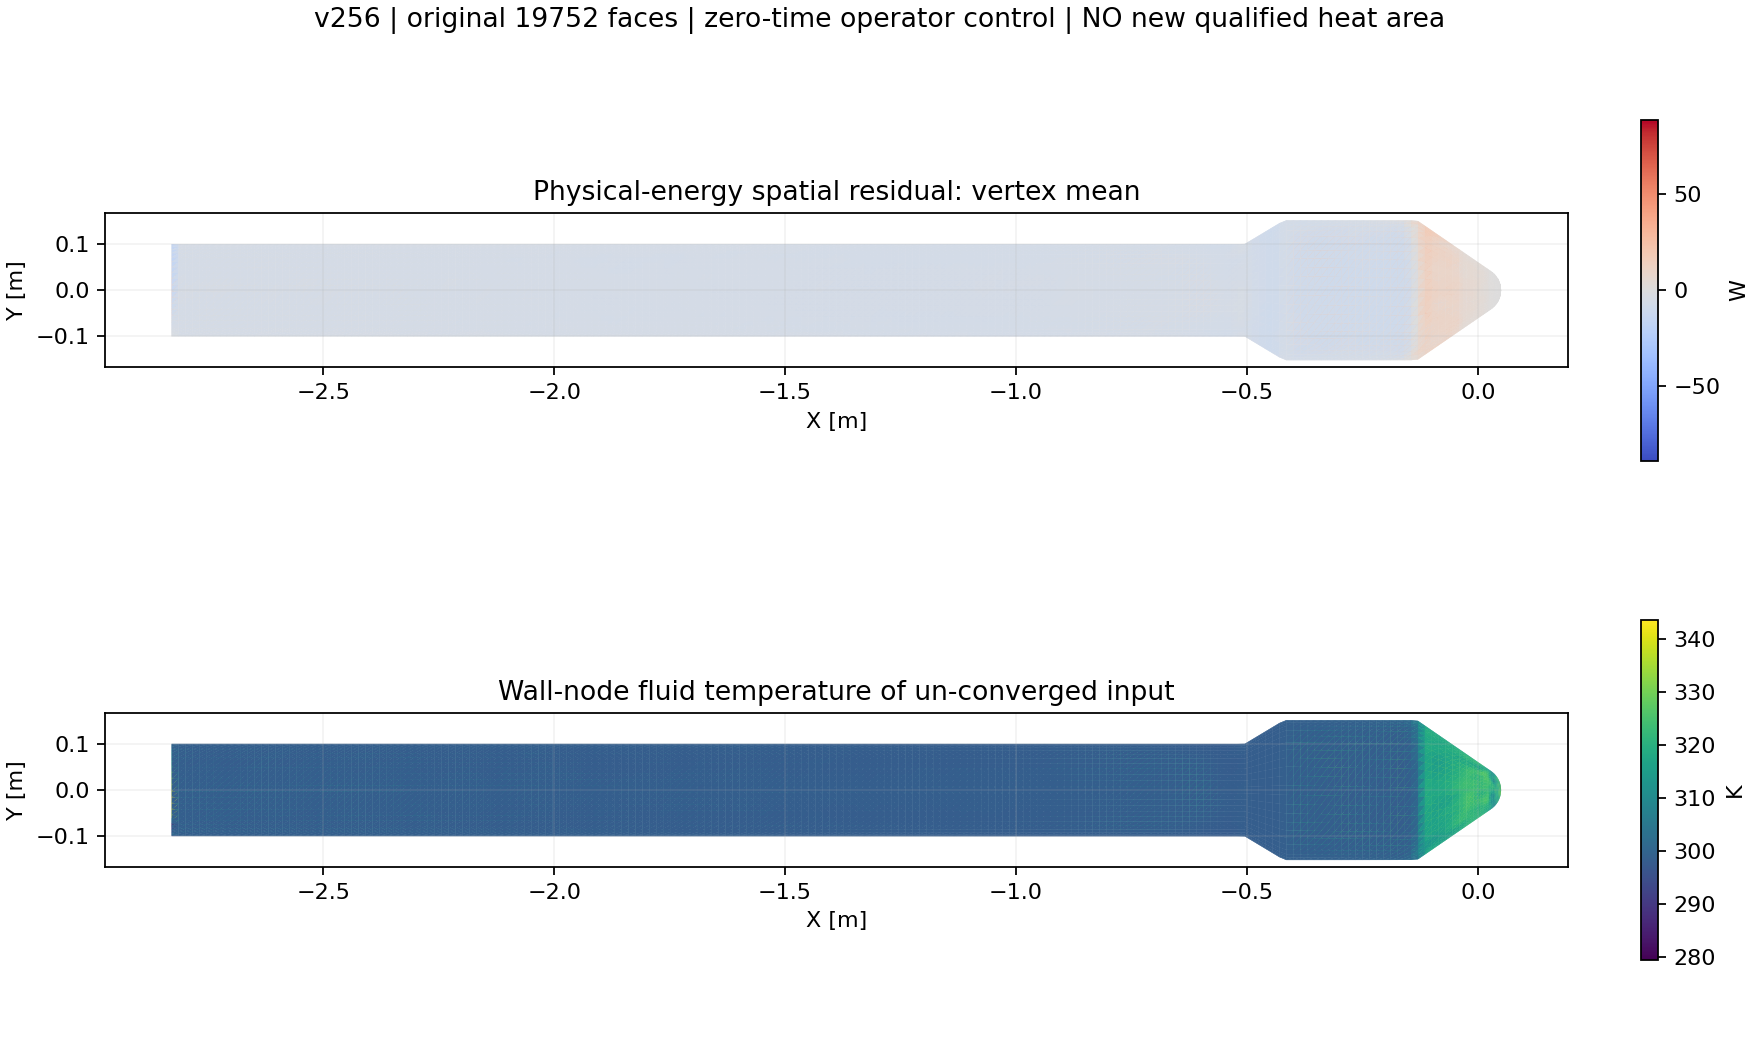 v256 | original 19752 faces | zero-time operator control | NO new qualified heat area
Physical-energy spatial residual: vertex mean
Y [m]
0.1
0.0
−0.1
−2.5 −2.0 −1.5 −1.0 −0.5 0.0
X [m]
50
0
−50
W
Wall-node fluid temperature of un-converged input
Y [m]
0.1
0.0
−0.1
−2.5 −2.0 −1.5 −1.0 −0.5 0.0
X [m]
340
330
320
310
300
290
280
K